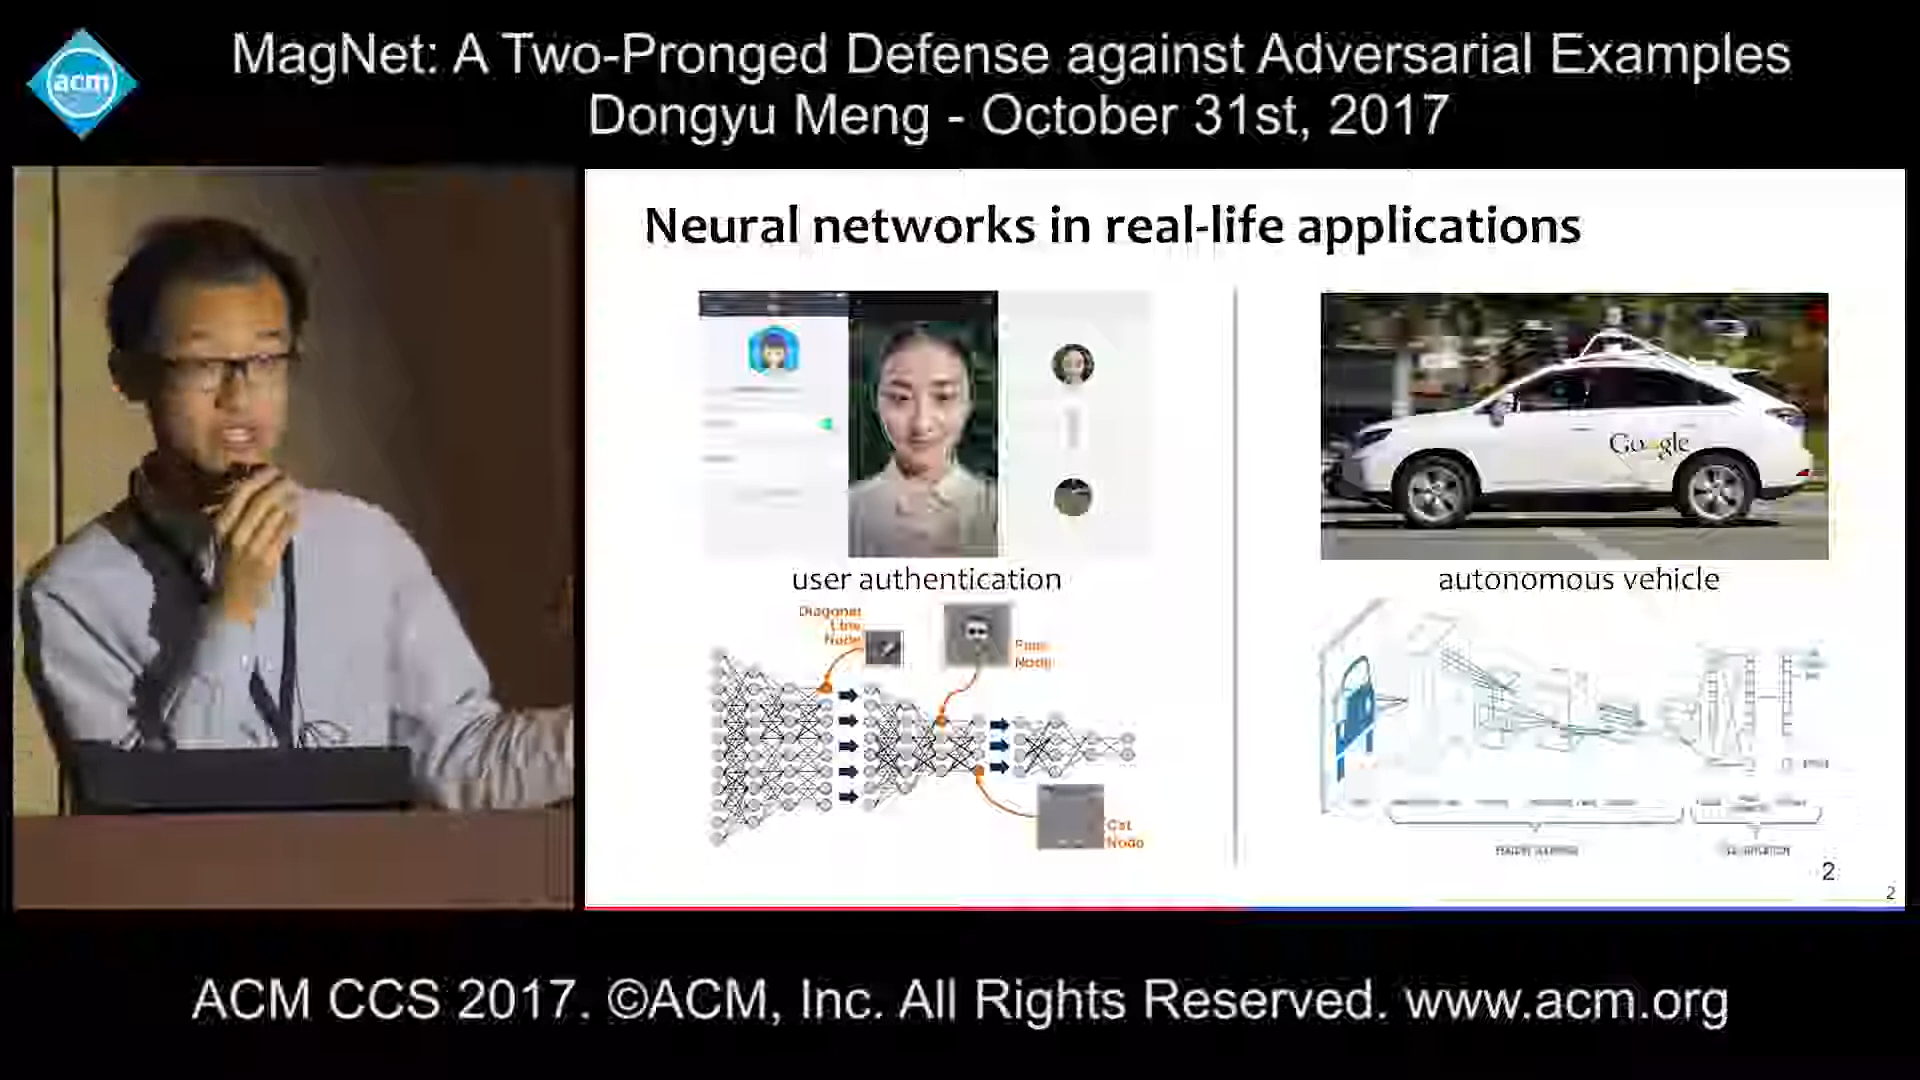 acm
MagNet: A Two-Pronged Defense against Adversarial Examples
Dongyu Meng - October 31st, 2017
Neural networks in real-life applications
Google
user authentication
autonomous vehicle
Diagonal
Line
Node
Face
Node
Cat
Node
2
2
ACM CCS 2017. ©ACM, Inc. All Rights Reserved. www.acm.org